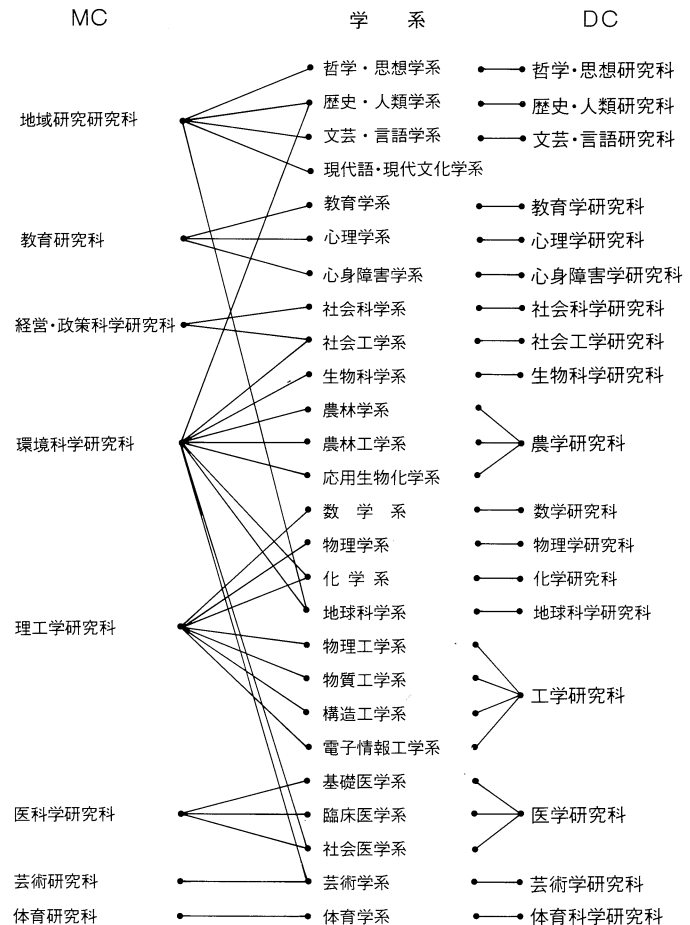 MC 学系 DC
哲学・思想学系 哲学・思想研究科
歴史・人類学系 歴史・人類研究科
地域研究研究科
文芸・言語学系 文芸・言語研究科
現代語・現代文化学系
教育学系 教育学研究科
教育研究科 心理学系 心理学研究科
心身障害学系 心身障害学研究科
社会科学系 社会科学研究科
経営・政策科学研究科
社会工学系 社会工学研究科
生物科学系 生物科学研究科
農林学系
環境科学研究科 農林工学系 農学研究科
応用生物化学系
数学系 数学研究科
物理学系 物理学研究科
化学系 化学研究科
地球科学系 地球科学研究科
理工学研究科
物理工学系
物質工学系
工学研究科
構造工学系
電子情報工学系
基礎医学系
医科学研究科 臨床医学系 医学研究科
社会医学系
芸術研究科 芸術学系 芸術学研究科
体育研究科 体育学系 体育科学研究科